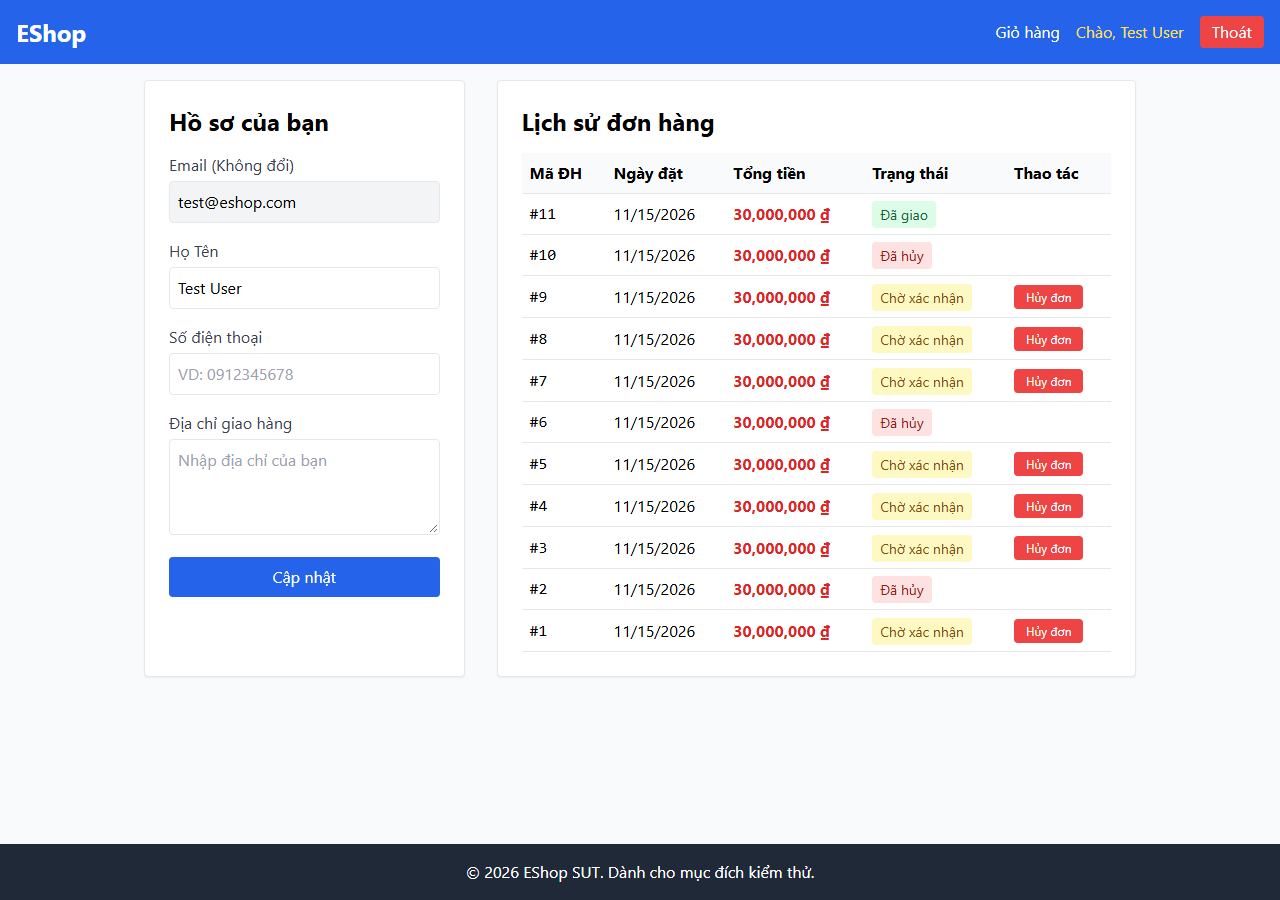 EShop
Giỏ hàng Chào, Test User Thoát
Hồ sơ của bạn
Email (Không đổi)
test@eshop.com
Họ Tên
Test User
Số điện thoại
VD: 0912345678
Địa chỉ giao hàng
Nhập địa chỉ của bạn
Cập nhật
Lịch sử đơn hàng
Mã ĐH Ngày đặt Tổng tiền Trạng thái Thao tác
#11 11/15/2026 30,000,000 ₫ Đã giao
#10 11/15/2026 30,000,000 ₫ Đã hủy
#9 11/15/2026 30,000,000 ₫ Chờ xác nhận Hủy đơn
#8 11/15/2026 30,000,000 ₫ Chờ xác nhận Hủy đơn
#7 11/15/2026 30,000,000 ₫ Chờ xác nhận Hủy đơn
#6 11/15/2026 30,000,000 ₫ Đã hủy
#5 11/15/2026 30,000,000 ₫ Chờ xác nhận Hủy đơn
#4 11/15/2026 30,000,000 ₫ Chờ xác nhận Hủy đơn
#3 11/15/2026 30,000,000 ₫ Chờ xác nhận Hủy đơn
#2 11/15/2026 30,000,000 ₫ Đã hủy
#1 11/15/2026 30,000,000 ₫ Chờ xác nhận Hủy đơn
© 2026 EShop SUT. Dành cho mục đích kiểm thử.